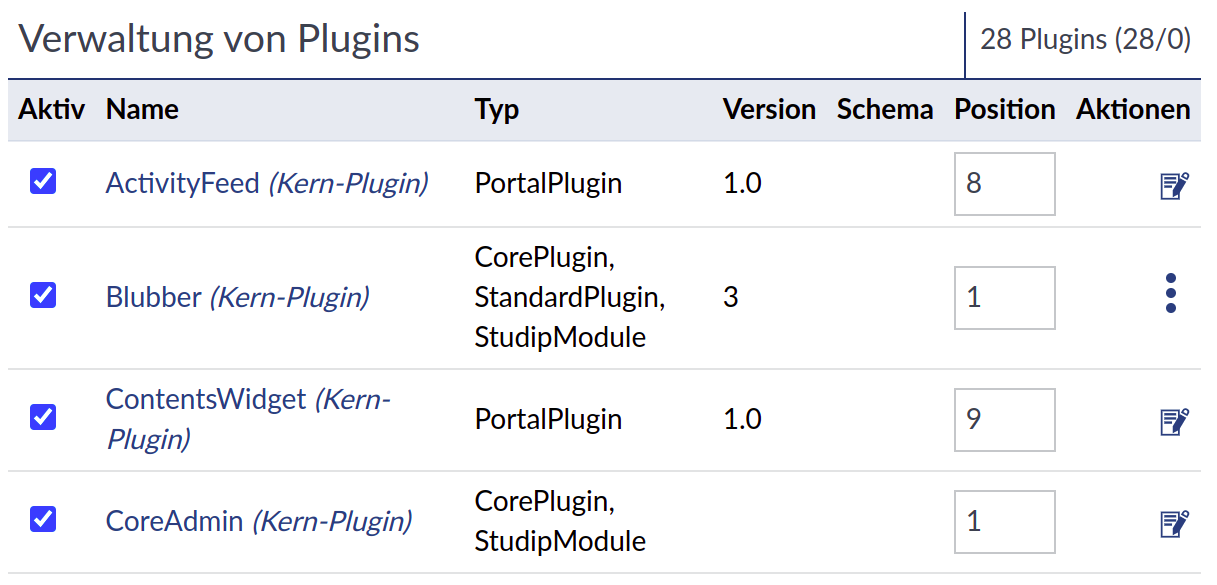 Verwaltung von Plugins 28 Plugins (28/0)
Aktiv Name Typ Version Schema Position Aktionen
ActivityFeed (Kern-Plugin) PortalPlugin 1.0 8
CorePlugin,
Blubber (Kern-Plugin) StandardPlugin, 3 1
StudipModule
ContentsWidget (Kern-
PortalPlugin 1.0 9
Plugin)
CorePlugin,
CoreAdmin (Kern-Plugin) 1
StudipModule